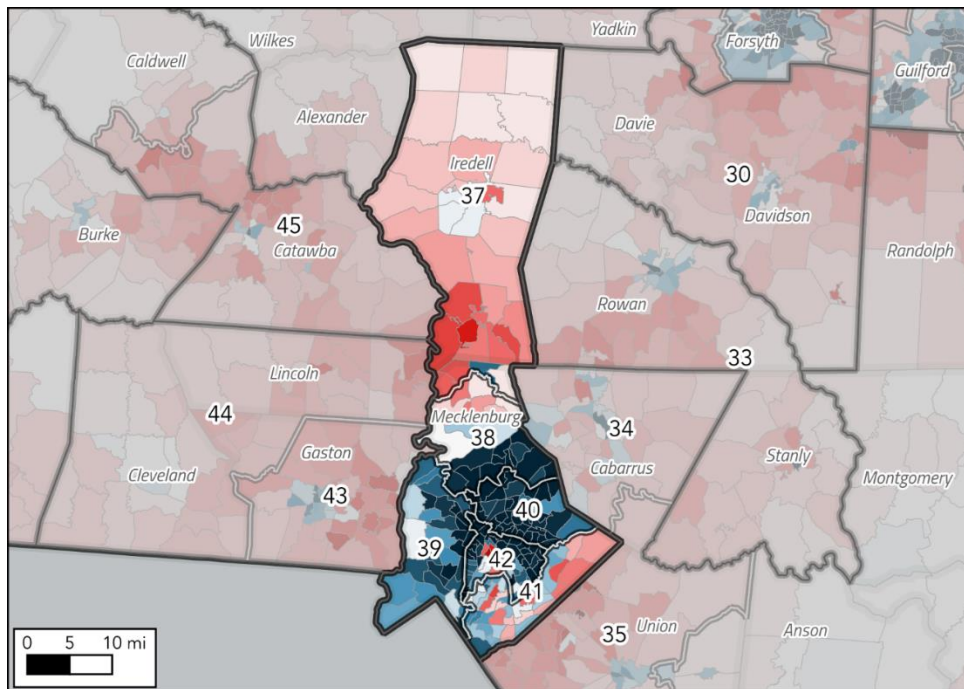 Wilkes
Yadkin
Forsyth
Caldwell
Guilford
Alexander
Davie
Iredell
30
37
Davidson
45
Burke
Catawba
Randolph
Rowan
33
Lincoln
44
Mecklenburg
38
34
Gaston
Stanly
Cleveland
Cabarrus
Montgomery
43
40
39
42
41
35
Union
Anson
0 5 10 mi